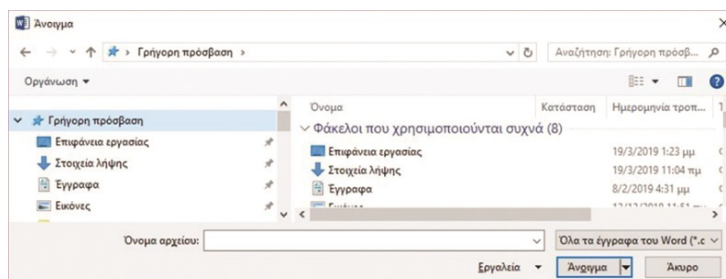 Άνοιγμα
Γρήγορη πρόσβαση
Αναζήτηση: Γρήγορη πρόσβ...
Οργάνωση
Όνομα Κατάσταση Ημερομηνία τροπ...
Γρήγορη πρόσβαση
Φάκελοι που χρησιμοποιούνται συχνά (8)
Επιφάνεια εργασίας
Επιφάνεια εργασίας 19/3/2019 1:23 μμ
Στοιχεία λήψης
Στοιχεία λήψης 19/3/2019 11:04 πμ
Έγγραφα
Έγγραφα 8/2/2019 4:31 μμ
Εικόνες
Όνομα αρχείου: Όλα τα έγγραφα του Word (*.c
Εργαλεία Άνοιγμα Άκυρο